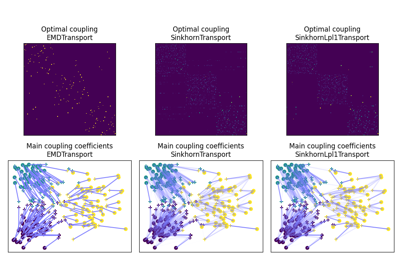 Optimal coupling
EMDTransport
Optimal coupling
SinkhornTransport
Optimal coupling
SinkhornLpl1Transport
Main coupling coefficients
EMDTransport
Main coupling coefficients
SinkhornTransport
Main coupling coefficients
SinkhornLpl1Transport